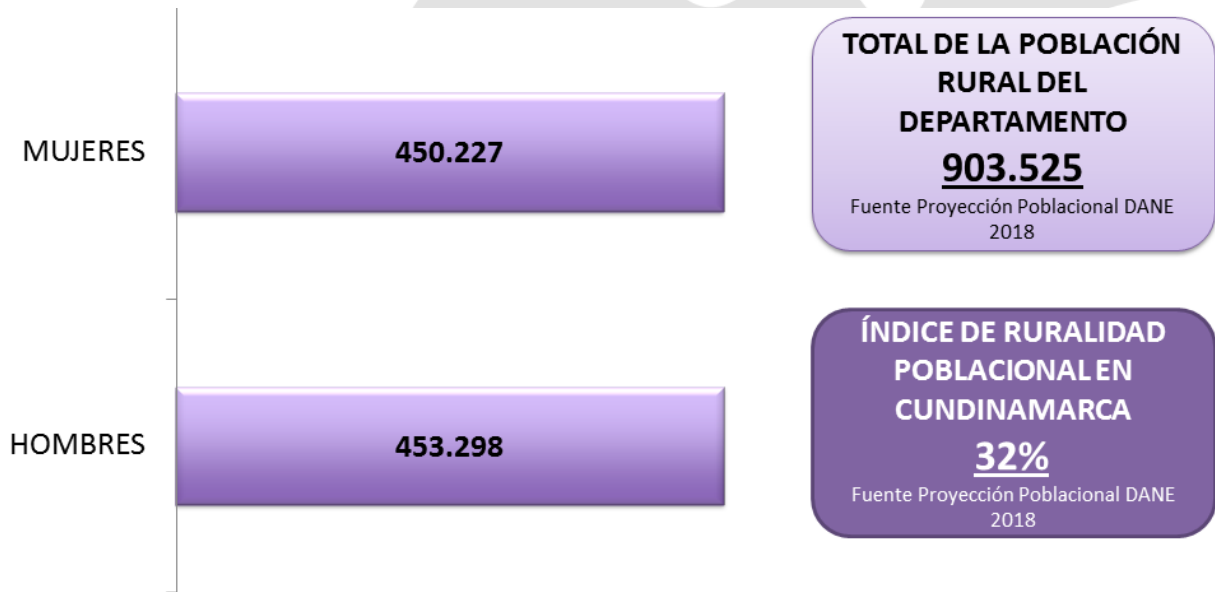 MUJERES
450.227
HOMBRES
453.298
TOTAL DE LA POBLACIÓN
RURAL DEL
DEPARTAMENTO
903.525
Fuente Proyección Poblacional DANE
2018
ÍNDICE DE RURALIDAD
POBLACIONAL EN
CUNDINAMARCA
32%
Fuente Proyección Poblacional DANE
2018